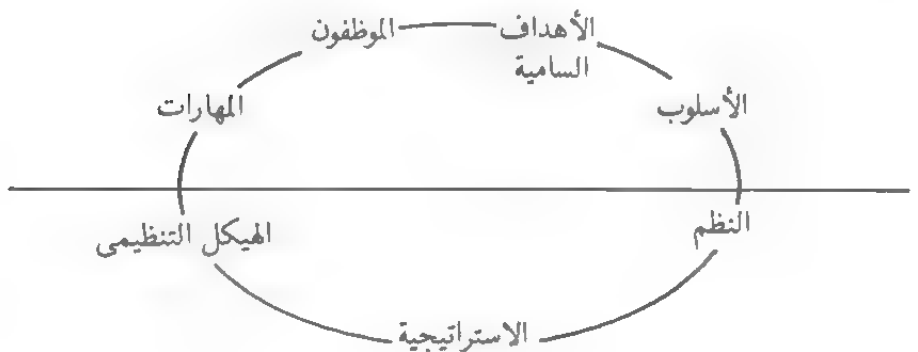 الأهداف
السامية
الموظفون
الأسلوب
المهارات
النظم
الهيكل التنظيمى
الاستراتيجية